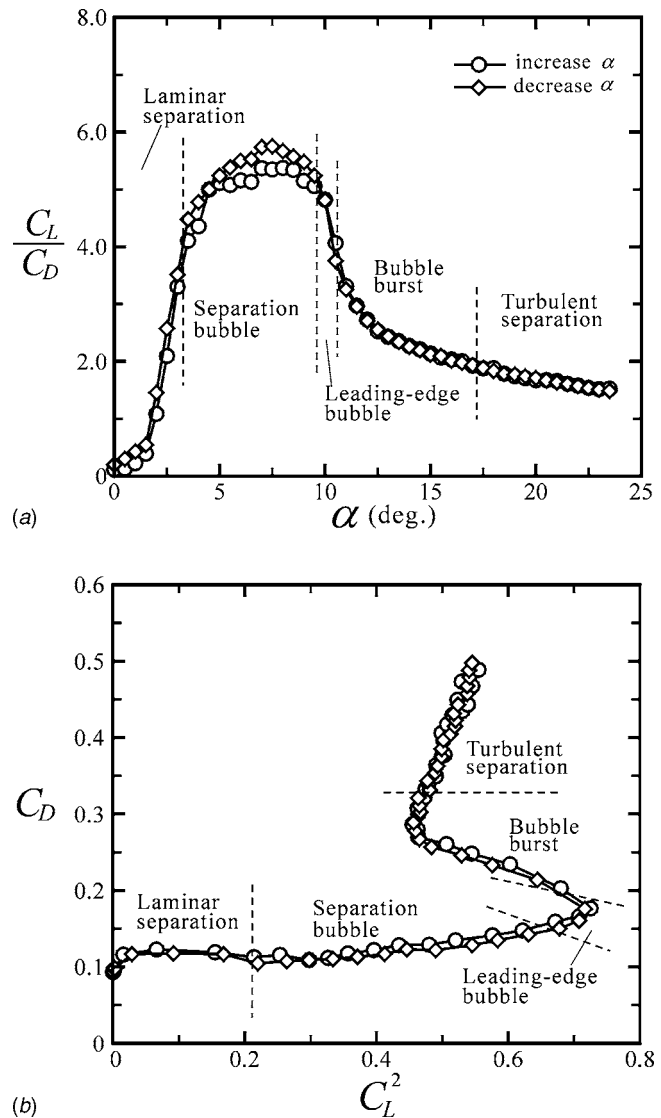 8.0
increase α
decrease α
Laminar
separation
6.0
C_L
C_D
4.0
Bubble
burst
Turbulent
separation
Separation
bubble
2.0
Leading-edge
bubble
0
0 5 10 15 20 25
(a)
α (deg.)
0.6
0.5
0.4
Turbulent
separation
C_D
0.3
Bubble
burst
0.2
Laminar
separation
Separation
bubble
0.1
Leading-edge
bubble
0
0 0.2 0.4 0.6 0.8
(b)
C_L^2